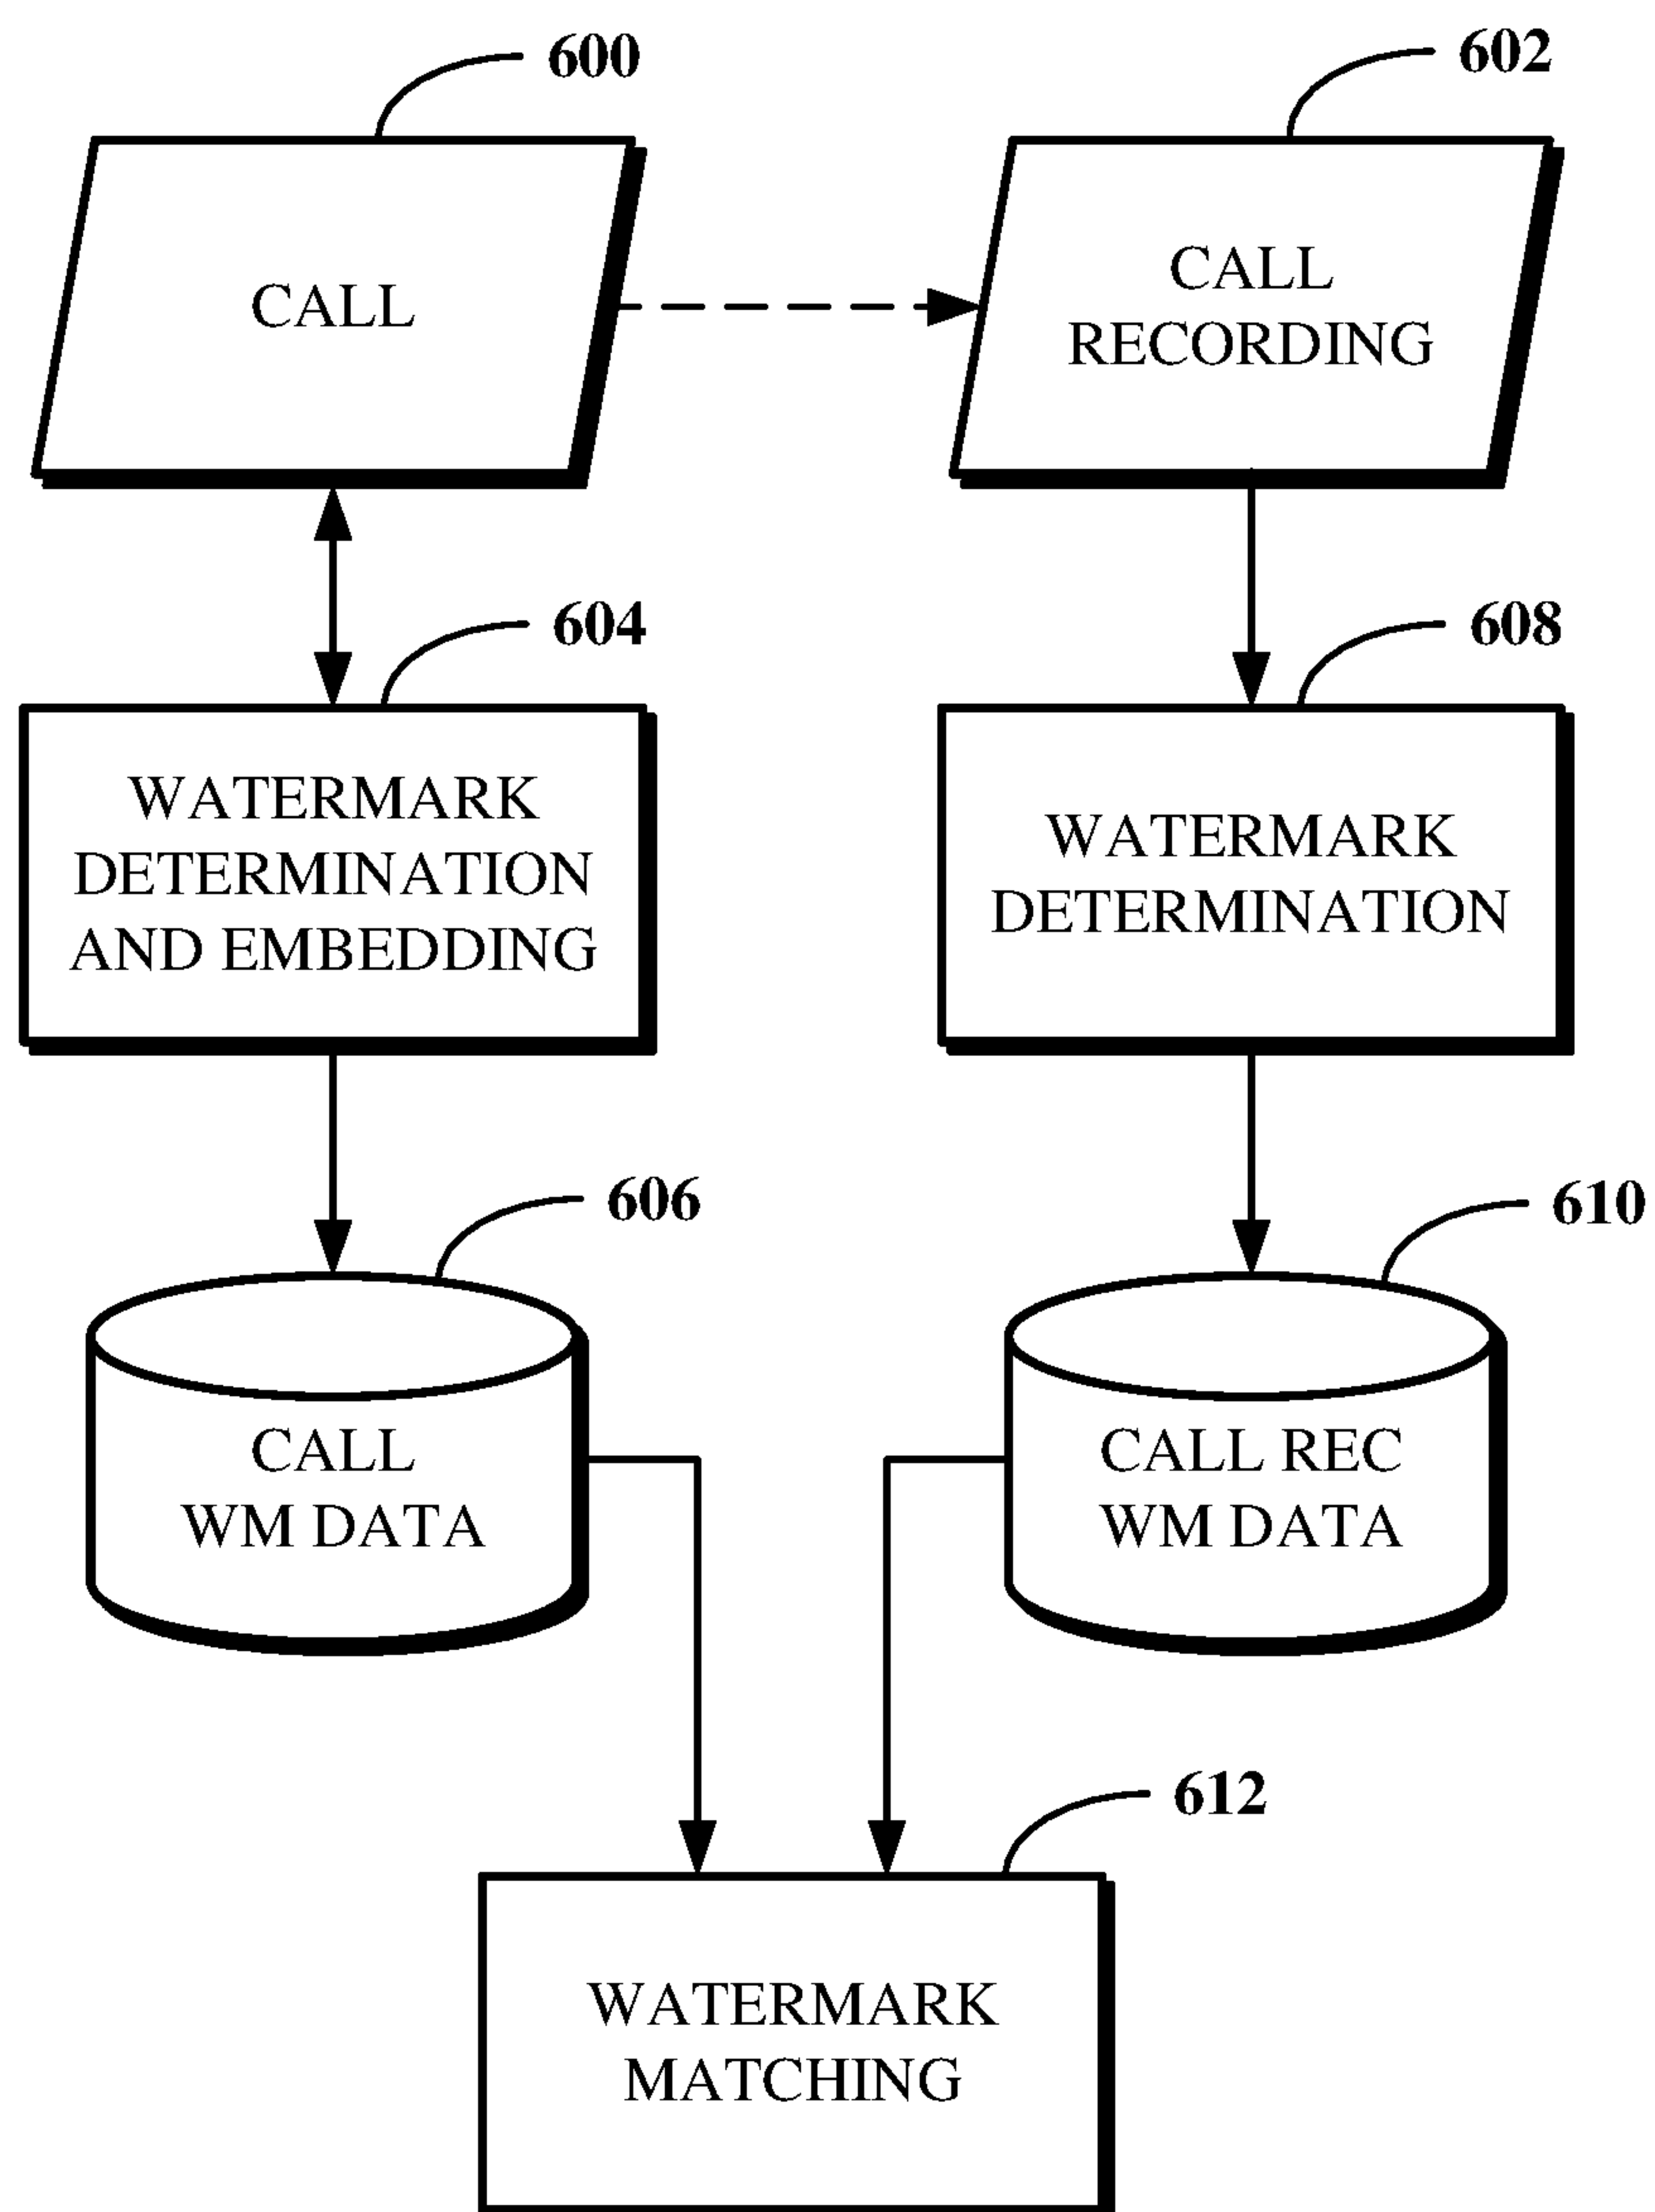 600
602
CALL
CALL
RECORDING
604
608
WATERMARK
DETERMINATION
AND EMBEDDING
WATERMARK
DETERMINATION
606
610
CALL
WM DATA
CALL REC
WM DATA
612
WATERMARK
MATCHING